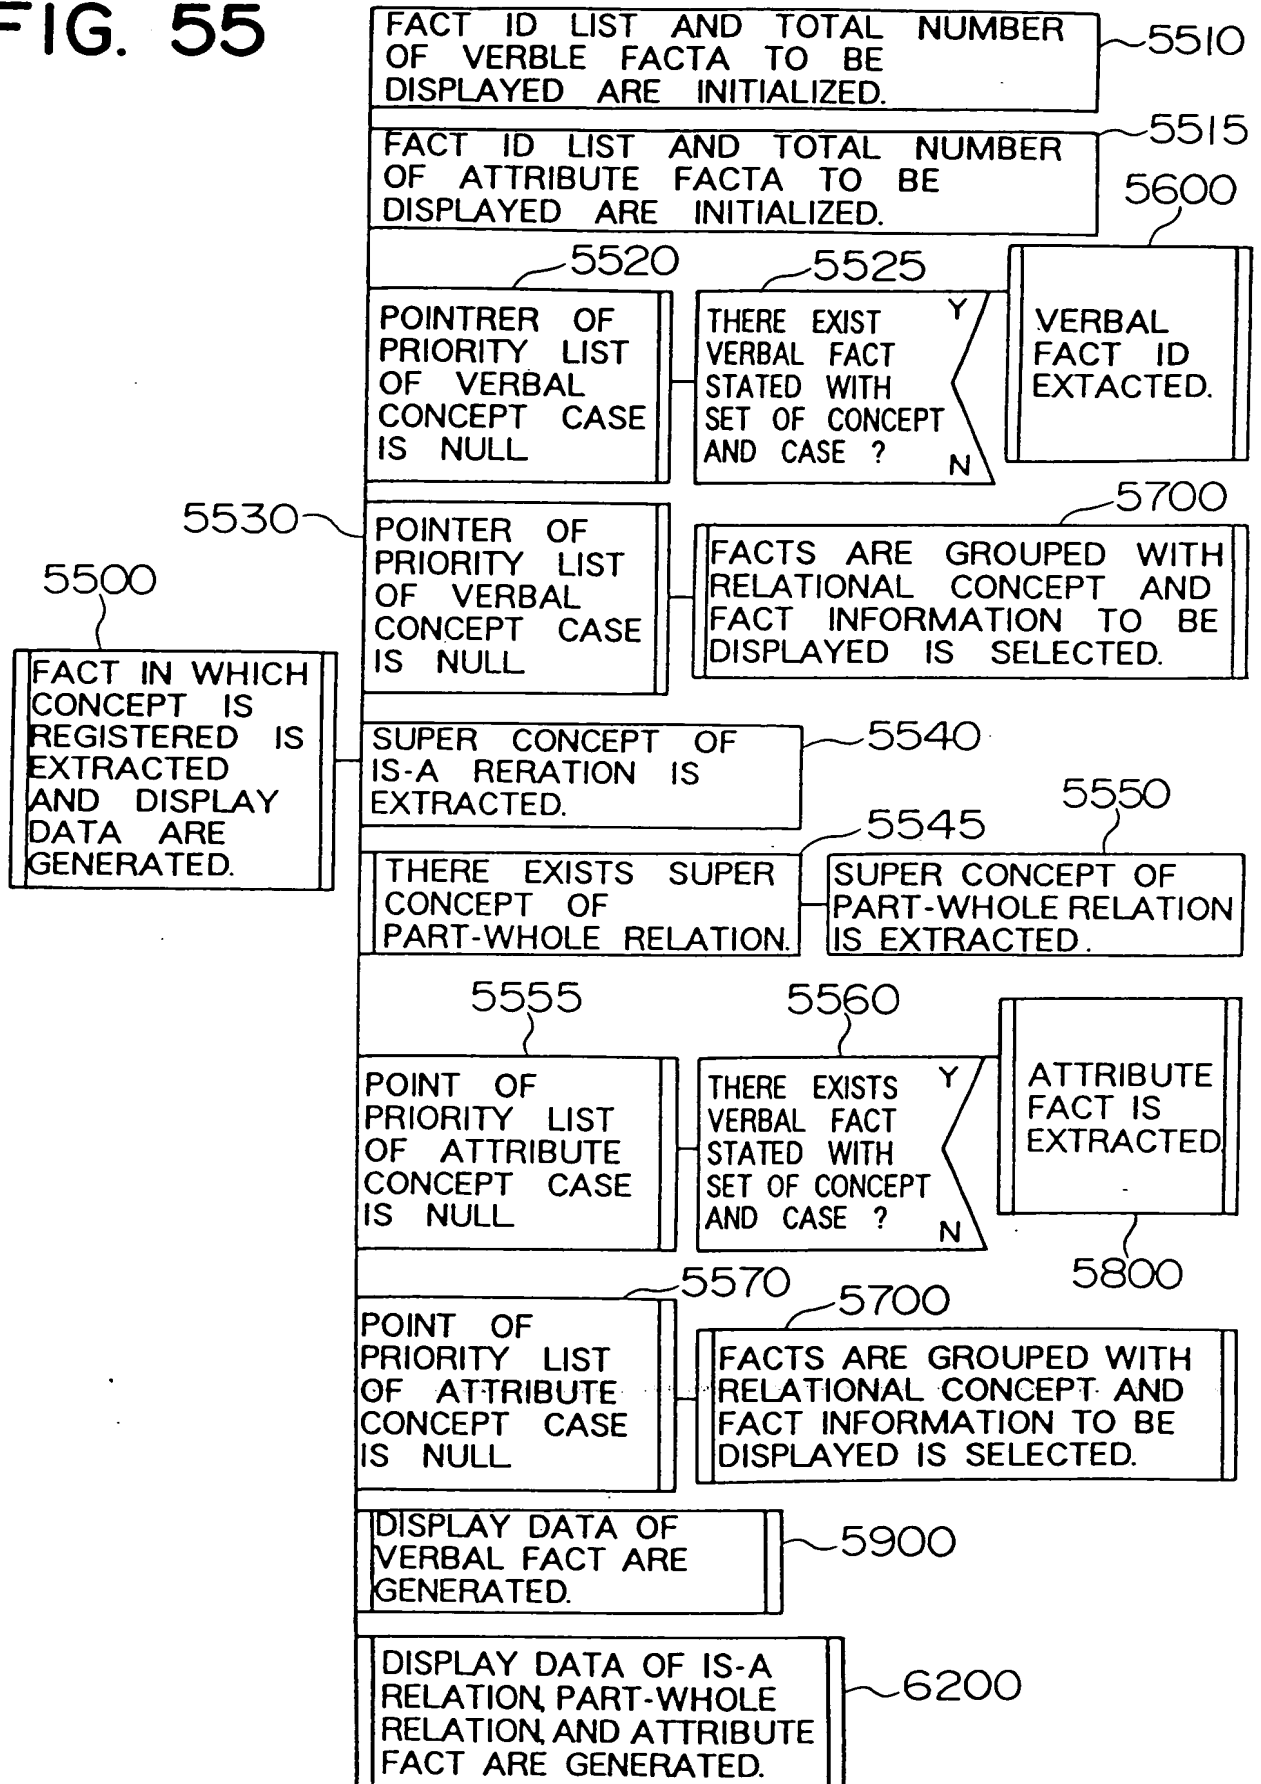 FIG. 55
FACT ID LIST AND TOTAL NUMBER
OF VERBLE FACTA TO BE
DISPLAYED ARE INITIALIZED.
5510
FACT ID LIST AND TOTAL NUMBER
OF ATTRIBUTE FACTA TO BE
DISPLAYED ARE INITIALIZED.
5515
5520
POINTRER OF
PRIORITY LIST
OF VERBAL
CONCEPT CASE
IS NULL
5525
THERE EXIST
VERBAL FACT
STATED WITH
SET OF CONCEPT
AND CASE ?
Y
N
5600
VERBAL
FACT ID
EXTACTED.
5530
POINTER OF
PRIORITY LIST
OF VERBAL
CONCEPT CASE
IS NULL
5700
FACTS ARE GROUPED WITH
RELATIONAL CONCEPT AND
FACT INFORMATION TO BE
DISPLAYED IS SELECTED.
5500
FACT IN WHICH
CONCEPT IS
REGISTERED IS
EXTRACTED
AND DISPLAY
DATA ARE
GENERATED.
SUPER CONCEPT OF
IS-A RERATION IS
EXTRACTED.
5540
5545
THERE EXISTS SUPER
CONCEPT OF
PART-WHOLE RELATION.
5550
SUPER CONCEPT OF
PART-WHOLE RELATION
IS EXTRACTED.
5555
POINT OF
PRIORITY LIST
OF ATTRIBUTE
CONCEPT CASE
IS NULL
5560
THERE EXISTS
VERBAL FACT
STATED WITH
SET OF CONCEPT
AND CASE ?
Y
N
ATTRIBUTE
FACT IS
EXTRACTED
5800
5570
POINT OF
PRIORITY LIST
OF ATTRIBUTE
CONCEPT CASE
IS NULL
5700
FACTS ARE GROUPED WITH
RELATIONAL CONCEPT AND
FACT INFORMATION TO BE
DISPLAYED IS SELECTED.
DISPLAY DATA OF
VERBAL FACT ARE
GENERATED.
5900
DISPLAY DATA OF IS-A
RELATION, PART-WHOLE
RELATION, AND ATTRIBUTE
FACT ARE GENERATED.
6200